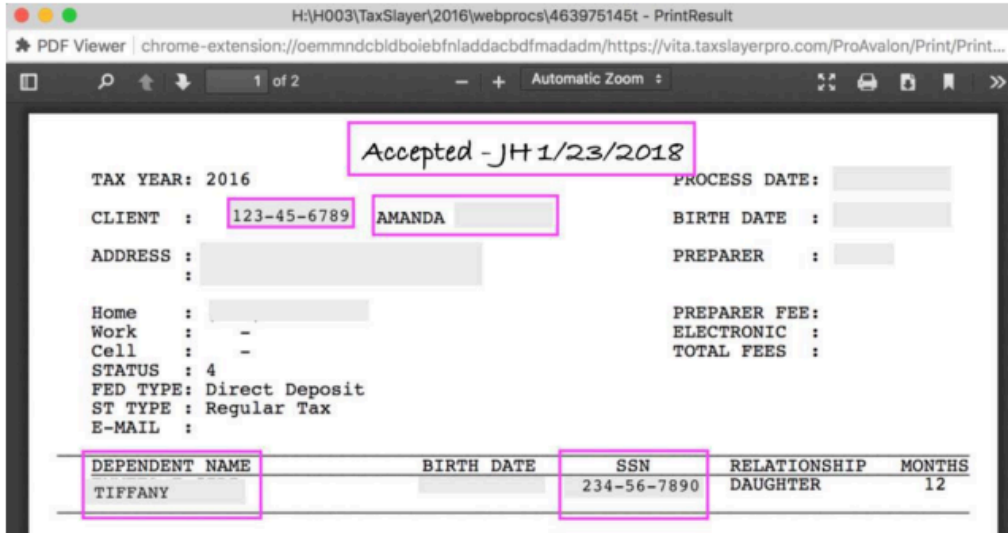 H:\H003\TaxSlayer\2016\webprocs\463975145t - PrintResult
PDF Viewer chrome-extension://oemmndcbldboiebfnladdacbdfmadadm/https://vita.taxslayerpro.com/ProAvalon/Print/Print...
1 of 2 − + Automatic Zoom
Accepted - JH 1/23/2018
TAX YEAR: 2016 PROCESS DATE:
CLIENT : 123-45-6789 AMANDA BIRTH DATE :
ADDRESS : PREPARER :
:
Home : PREPARER FEE:
Work : - ELECTRONIC :
Cell : - TOTAL FEES :
STATUS : 4
FED TYPE: Direct Deposit
ST TYPE : Regular Tax
E-MAIL :
DEPENDENT NAME BIRTH DATE SSN RELATIONSHIP MONTHS
TIFFANY 234-56-7890 DAUGHTER 12